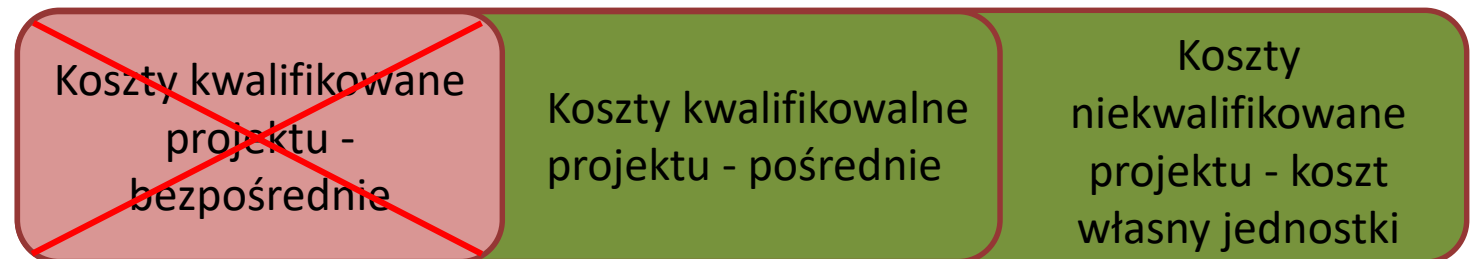 Koszty kwalifikowane
projektu -
bezpośrednie
Koszty kwalifikowalne
projektu - pośrednie
Koszty
niekwalifikowane
projektu - koszt
własny jednostki